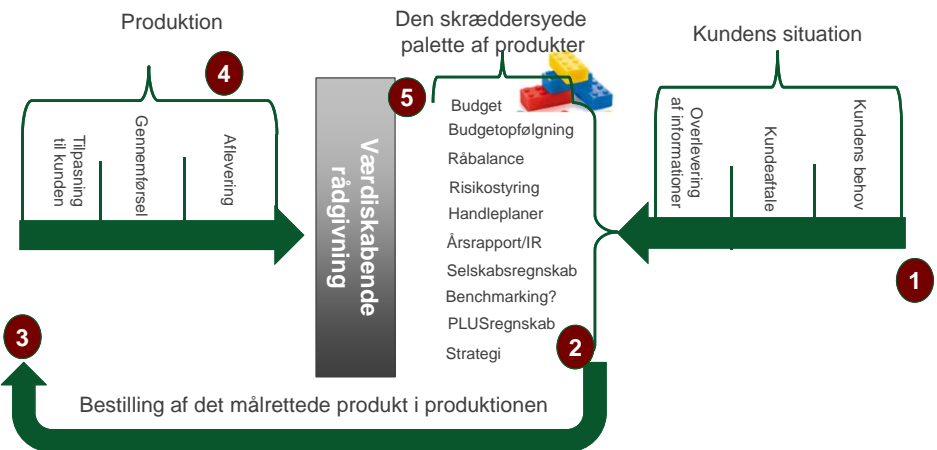 Produktion
4
Tilpasning
til kunden
Gennemførsel
Aflevering
Værdiskabende
rådgivning
Den skræddersyede
palette af produkter
5
Budget
Budgetopfølgning
Råbalance
Risikostyring
Handleplaner
Årsrapport/IR
Selskabsregnskab
Benchmarking?
PLUSregnskab
Strategi
2
Kundens situation
Overlevering
af informationer
Kundeaftale
Kundens behov
1
3
Bestilling af det målrettede produkt i produktionen